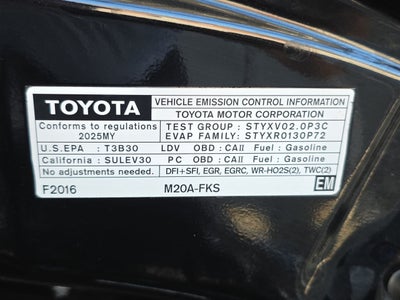 TOYOTA
VEHICLE EMISSION CONTROL INFORMATION
TOYOTA MOTOR CORPORATION
Conforms to regulations
2025MY
TEST GROUP : STYXV02.0P3C
EVAP FAMILY: STYXR0130P72
U.S.EPA : T3B30 LDV OBD : CAII Fuel : Gasoline
California : SULEV30 PC OBD : CAII Fuel : Gasoline
No adjustments needed. DFI+SFI, EGR, EGRC, WR-HO2S(2), TWC(2)
F2016 M20A-FKS EM